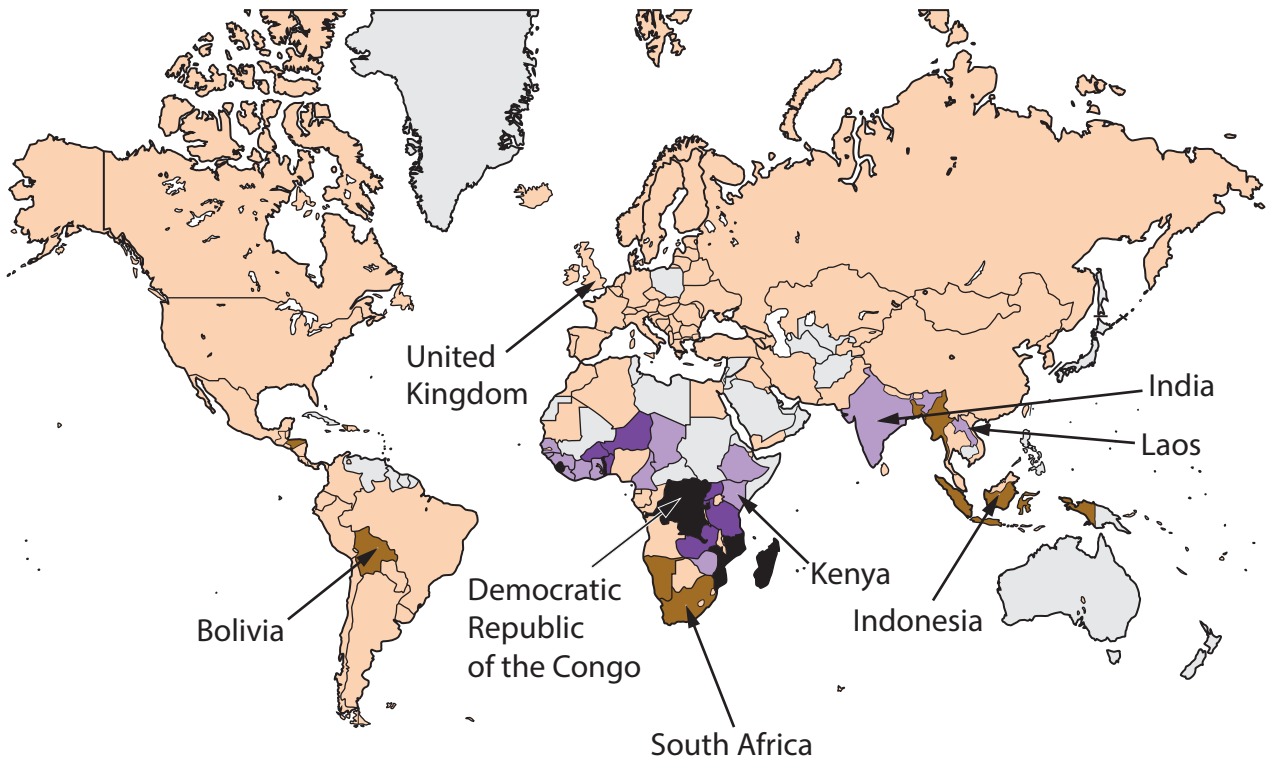 United
Kingdom
India
Laos
Kenya
Democratic
Republic
of the Congo
Indonesia
Bolivia
South Africa